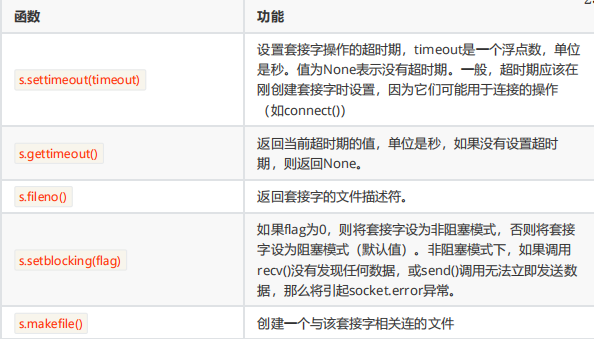 函数 功能
设置套接字操作的超时期，timeout是一个浮点数，单位
s.settimeout(timeout) 是秒。值为None表示没有超时期。一般，超时期应该在
刚创建套接字时设置，因为它们可能用于连接的操作
（如connect()）
s.gettimeout() 返回当前超时期的值，单位是秒，如果没有设置超时
期，则返回None。
s.fileno() 返回套接字的文件描述符。
如果flag为0，则将套接字设为非阻塞模式，否则将套接
s.setblocking(flag) 字设为阻塞模式（默认值）。非阻塞模式下，如果调用
recv()没有发现任何数据，或send()调用无法立即发送数
据，那么将引起socket.error异常。
s.makefile() 创建一个与该套接字相关连的文件